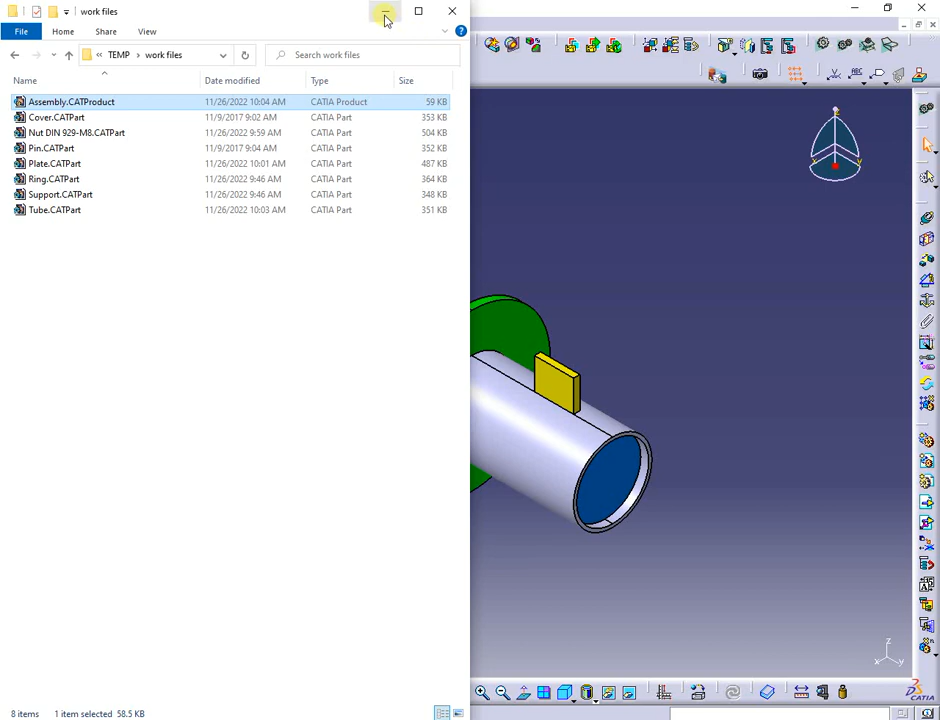 work files
File Home Share View
TEMP work files Search work files
Name Date modified Type Size
Assembly.CATProduct 11/26/2022 10:04 AM CATIA Product 59 KB
Cover.CATPart 11/9/2017 9:02 AM CATIA Part 353 KB
Nut DIN 929-M8.CATPart 11/26/2022 9:59 AM CATIA Part 504 KB
Pin.CATPart 11/9/2017 9:04 AM CATIA Part 352 KB
Plate.CATPart 11/26/2022 10:01 AM CATIA Part 487 KB
Ring.CATPart 11/26/2022 9:46 AM CATIA Part 364 KB
Support.CATPart 11/26/2022 9:46 AM CATIA Part 348 KB
Tube.CATPart 11/26/2022 10:03 AM CATIA Part 351 KB
z
x y
CATIA
8 items 1 item selected 58.5 KB